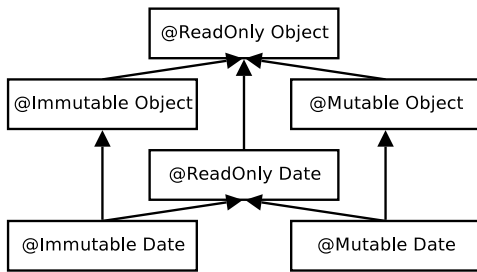 @ReadOnly Object
@Immutable Object
@Mutable Object
@ReadOnly Date
@Immutable Date
@Mutable Date